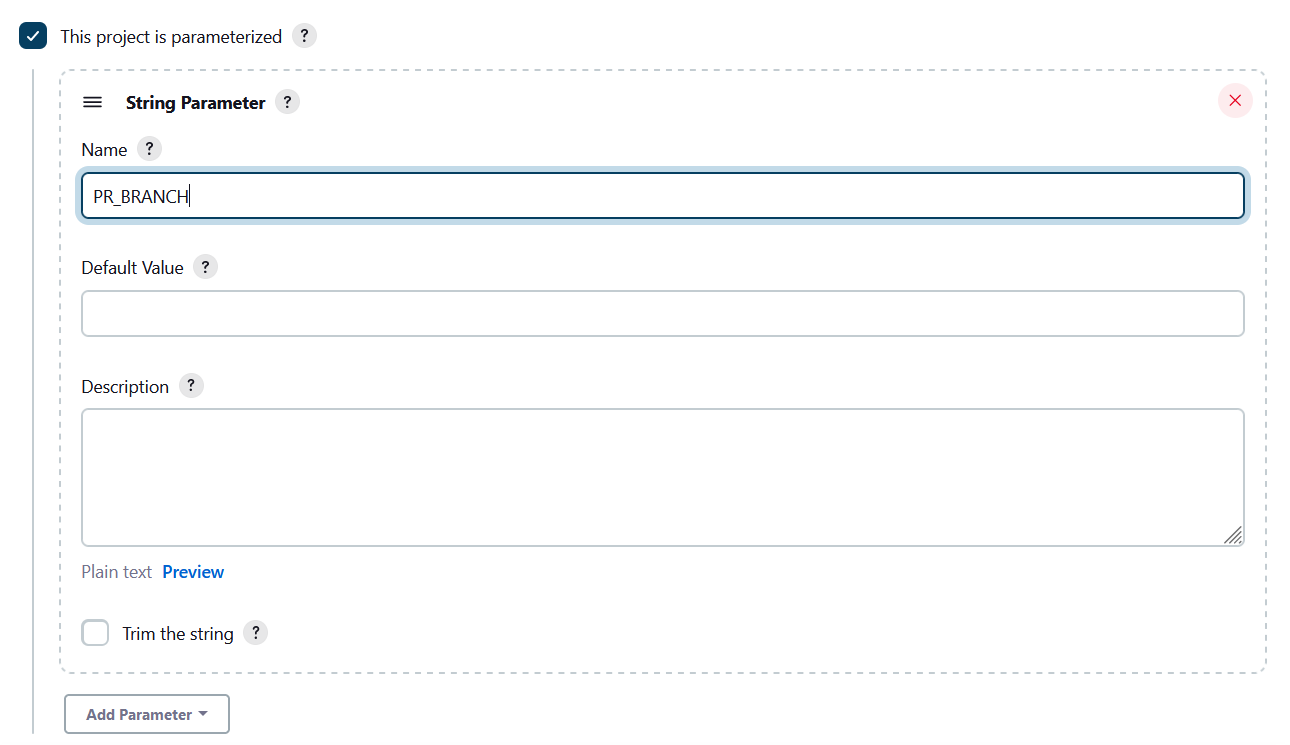 This project is parameterized ?
String Parameter ?
Name ?
PR_BRANCH
Default Value ?
Description ?
Plain text Preview
Trim the string ?
Add Parameter